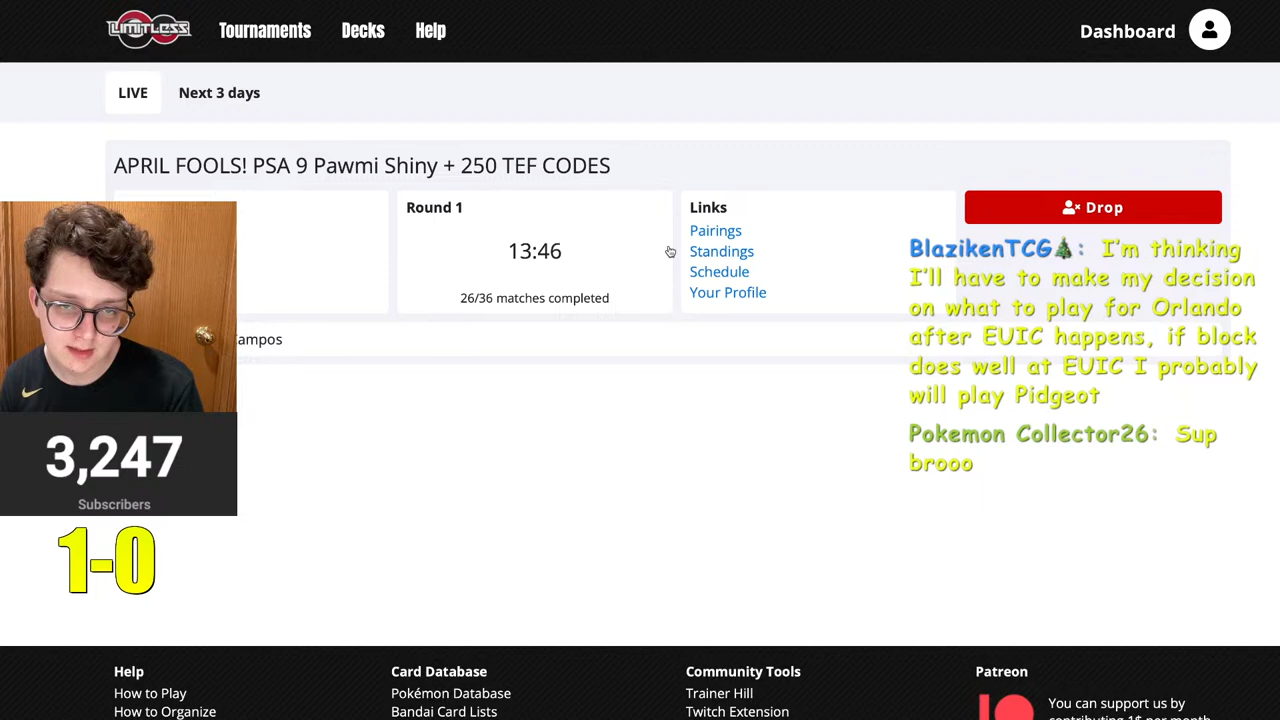 LIMITLESS Tournaments Decks Help Dashboard
LIVE Next 3 days
APRIL FOOLS! PSA 9 Pawmi Shiny + 250 TEF CODES
Round 1
13:46
26/36 matches completed
Links
Pairings
Standings
Schedule
Your Profile
Drop
BlazikenTCG🎄: I'm thinking
I'll have to make my decision
on what to play for Orlando
after EUIC happens, if block
does well at EUIC I probably
will play Pidgeot
Pokemon Collector26: Sup
brooo
3,247
Subscribers
1-0
Help
How to Play
How to Organize
Card Database
Pokémon Database
Bandai Card Lists
Community Tools
Trainer Hill
Twitch Extension
Patreon
You can support us by
contributing 1$ per month